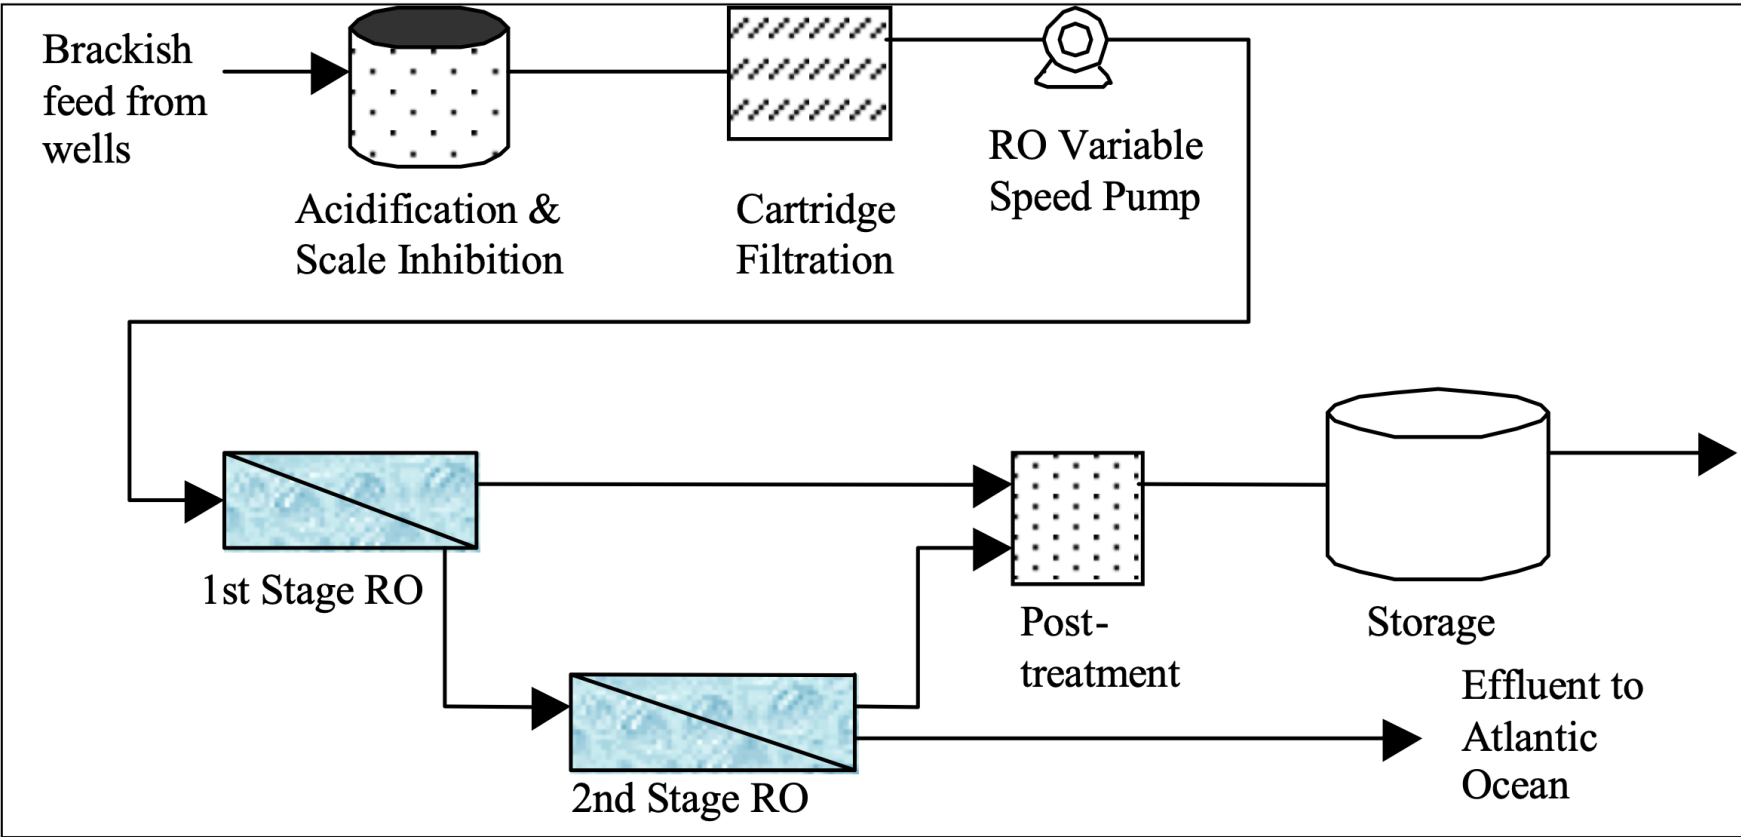 Brackish
feed from
wells
Acidification &
Scale Inhibition
Cartridge
Filtration
RO Variable
Speed Pump
1st Stage RO
Post-
treatment
Storage
2nd Stage RO
Effluent to
Atlantic
Ocean